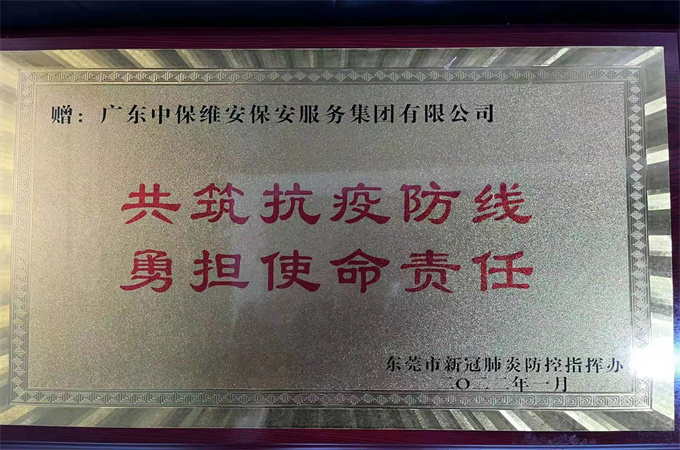 赠：广东中保维安保安服务集团有限公司
共筑抗疫防线
勇担使命责任
东莞市新冠肺炎防控指挥办
二〇二二年一月